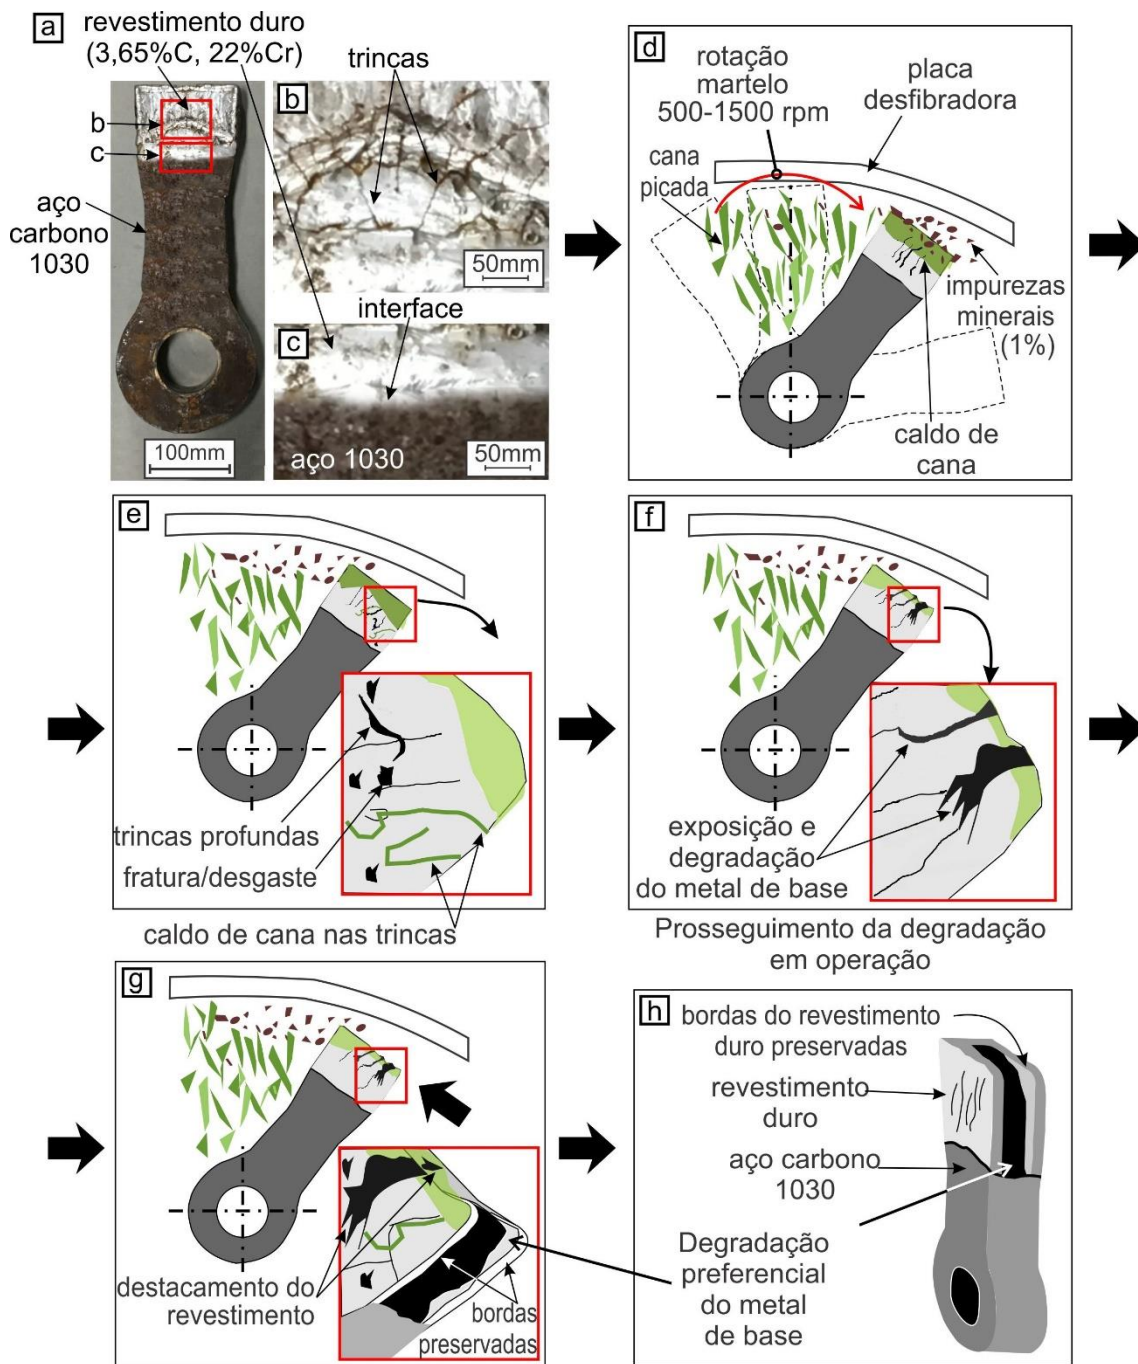 a
revestimento duro
(3,65%C, 22%Cr)
trincas
b
c
aço
carbono
1030
100mm
b
50mm
interface
c
aço 1030
50mm
d
rotação
martelo
500-1500 rpm
placa
desfibradora
cana
picada
impurezas
minerais
(1%)
caldo de
cana
e
trincas profundas
fratura/desgaste
caldo de cana nas trincas
f
exposição e
degradação
do metal de base
Prosseguimento da degradação
em operação
g
destacamento do
revestimento
bordas
preservadas
h
bordas do revestimento
duro preservadas
revestimento
duro
aço carbono
1030
Degradação
preferencial
do metal
de base